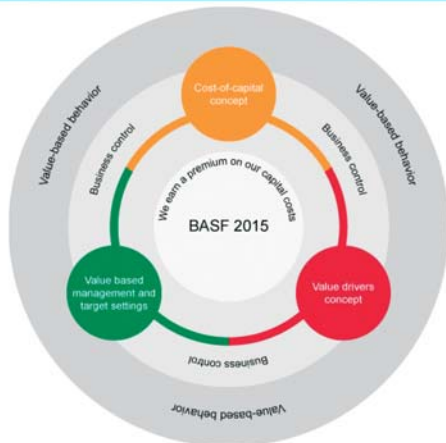 Cost-of-capital
concept
Value-based behavior
Value-based behavior
Business control
Business control
We earn a premium on our capital costs
BASF 2015
Value based
management and
target settings
Value drivers
concept
Business control
Value-based behavior